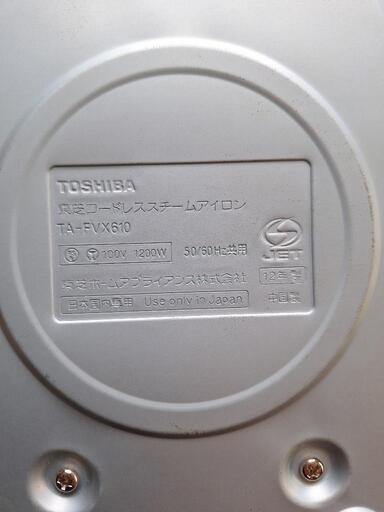 TOSHIBA
東芝コードレススチームアイロン
TA-FVX610
100V 1200W 50/60Hz共用
東芝ホームアプライアンス株式会社
日本国内専用 Use only in Japan
S
JET
12年製
中国製